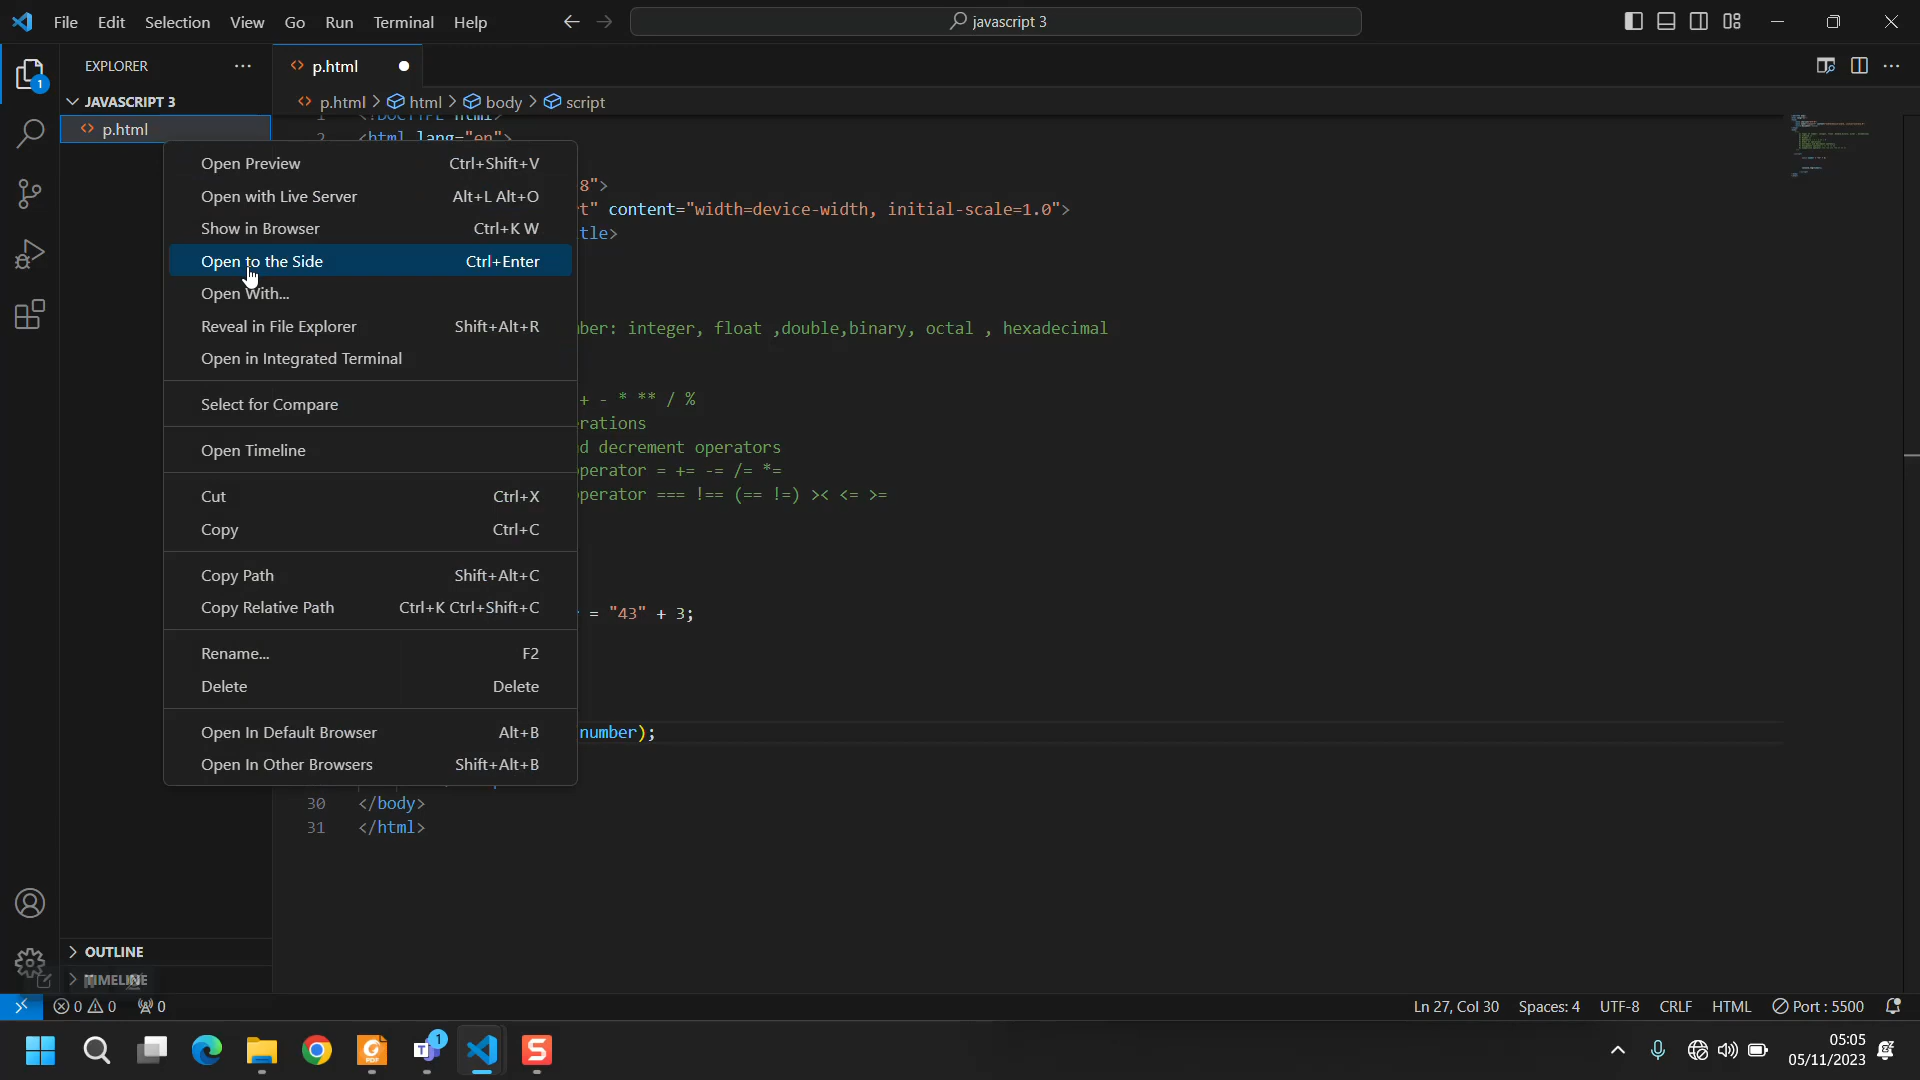 File Edit Selection View Go Run Terminal Help
javascript 3
EXPLORER
p.html
JAVASCRIPT 3
p.html > html > body > script
p.html
1 <!DOCTYPE html>
2 <html lang="en">
Open Preview Ctrl+Shift+V
8">
Open with Live Server Alt+L Alt+O
t" content="width=device-width, initial-scale=1.0">
Show in Browser Ctrl+K W
tle>
Open to the Side Ctrl+Enter
Open With...
Reveal in File Explorer Shift+Alt+R
ber: integer, float ,double,binary, octal , hexadecimal
Open in Integrated Terminal
Select for Compare
+ - * ** / %
rations
Open Timeline
d decrement operators
perator = += -= /= *=
Cut Ctrl+X
perator === !== (== !=) >< <= >=
Copy Ctrl+C
Copy Path Shift+Alt+C
Copy Relative Path Ctrl+K Ctrl+Shift+C
= "43" + 3;
Rename... F2
Delete Delete
Open In Default Browser Alt+B
number);
Open In Other Browsers Shift+Alt+B
30 </body>
31 </html>
OUTLINE
TIMELINE
0 0 0
Ln 27, Col 30 Spaces: 4 UTF-8 CRLF HTML Port : 5500
05:05
05/11/2023